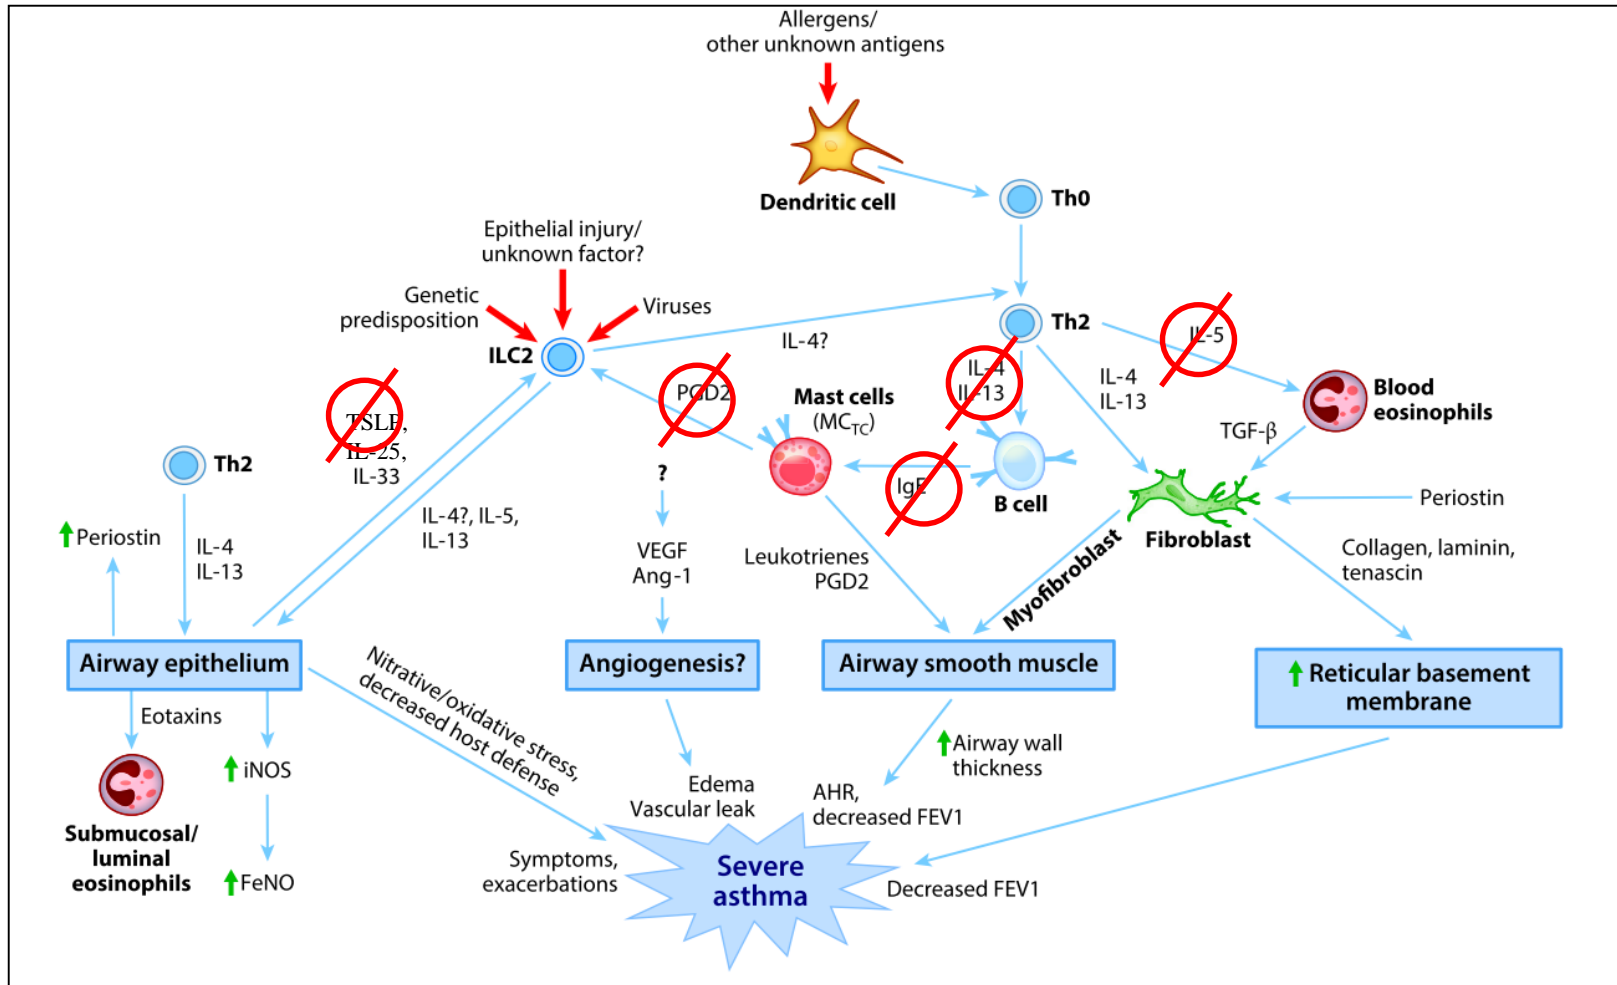 Allergens/
other unknown antigens
Dendritic cell
Th0
Epithelial injury/
unknown factor?
Genetic
predisposition
Viruses
ILC2
IL-4?
Th2
IL-5
PGD2
IL-4
IL-13
IL-4
IL-13
Blood
eosinophils
Mast cells
(MCTC)
TSLP,
IL-25,
IL-33
TGF-β
Th2
?
IgE
B cell
Periostin
Fibroblast
IL-4?, IL-5,
IL-13
Periostin
IL-4
IL-13
VEGF
Ang-1
Leukotrienes
PGD2
Myofibroblast
Collagen, laminin,
tenascin
Airway epithelium
Angiogenesis?
Airway smooth muscle
Reticular basement
membrane
Nitrative/oxidative stress,
decreased host defense
Eotaxins
iNOS
Airway wall
thickness
Edema
Vascular leak
AHR,
decreased FEV1
Submucosal/
luminal
eosinophils
FeNO
Symptoms,
exacerbations
Severe
asthma
Decreased FEV1